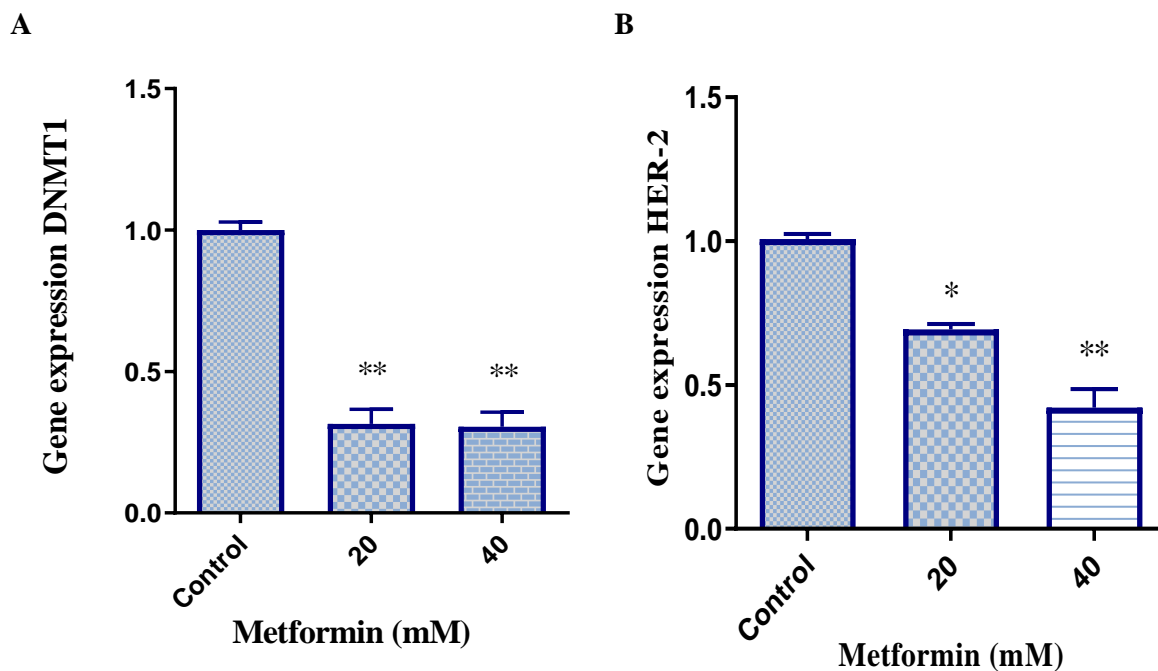 A
Gene expression DNMT1
1.5
1.0
0.5
0.0
**
**
Control
20
40
Metformin (mM)
B
Gene expression HER-2
1.5
1.0
0.5
0.0
*
**
Control
20
40
Metformin (mM)